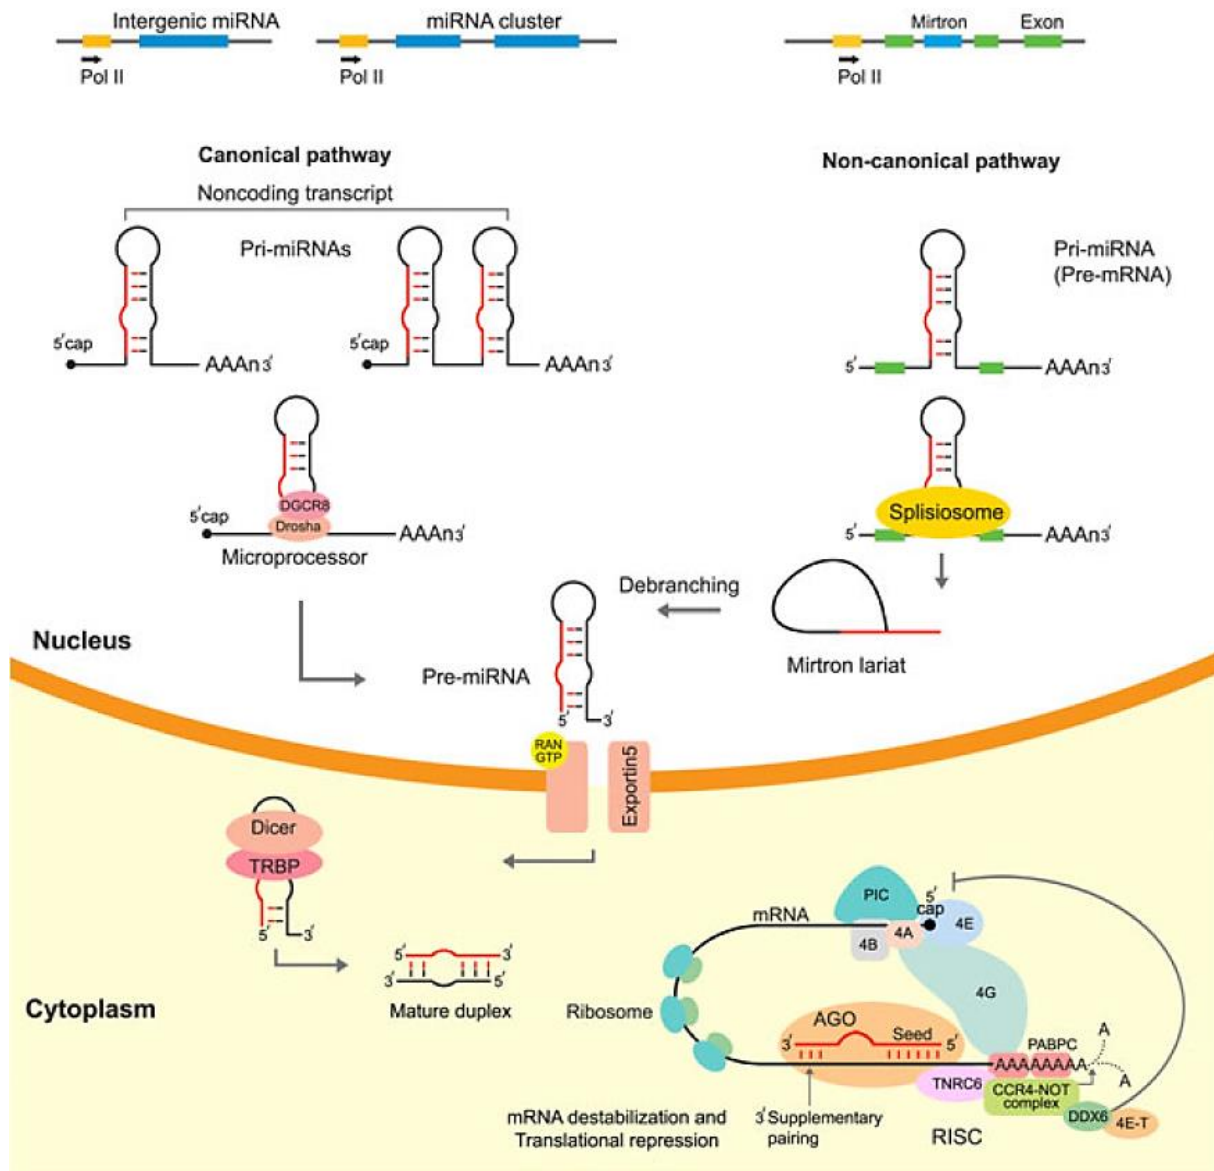 Intergenic miRNA
miRNA cluster
Mirtron
Exon
Pol II
Pol II
Pol II
Canonical pathway
Non-canonical pathway
Noncoding transcript
Pri-miRNAs
Pri-miRNA
(Pre-mRNA)
5′cap
AAAn3′
5′cap
AAAn3′
5′
AAAn3′
DGCR8
Drosha
5′cap
AAAn3′
Microprocessor
Splisiosome
5′
AAAn3′
Debranching
Mirtron lariat
Nucleus
Pre-miRNA
5′
3′
RAN
GTP
Exportin5
Dicer
TRBP
5′
3′
5′
3′
3′
5′
Mature duplex
Cytoplasm
PIC
5′
cap
4E
mRNA
4B
4A
4G
Ribosome
AGO
Seed
3′
5′
PABPC
A
AAAAAAAA
A
TNRC6
CCR4-NOT
complex
DDX6
4E-T
RISC
mRNA destabilization and
Translational repression
3′Supplementary
pairing